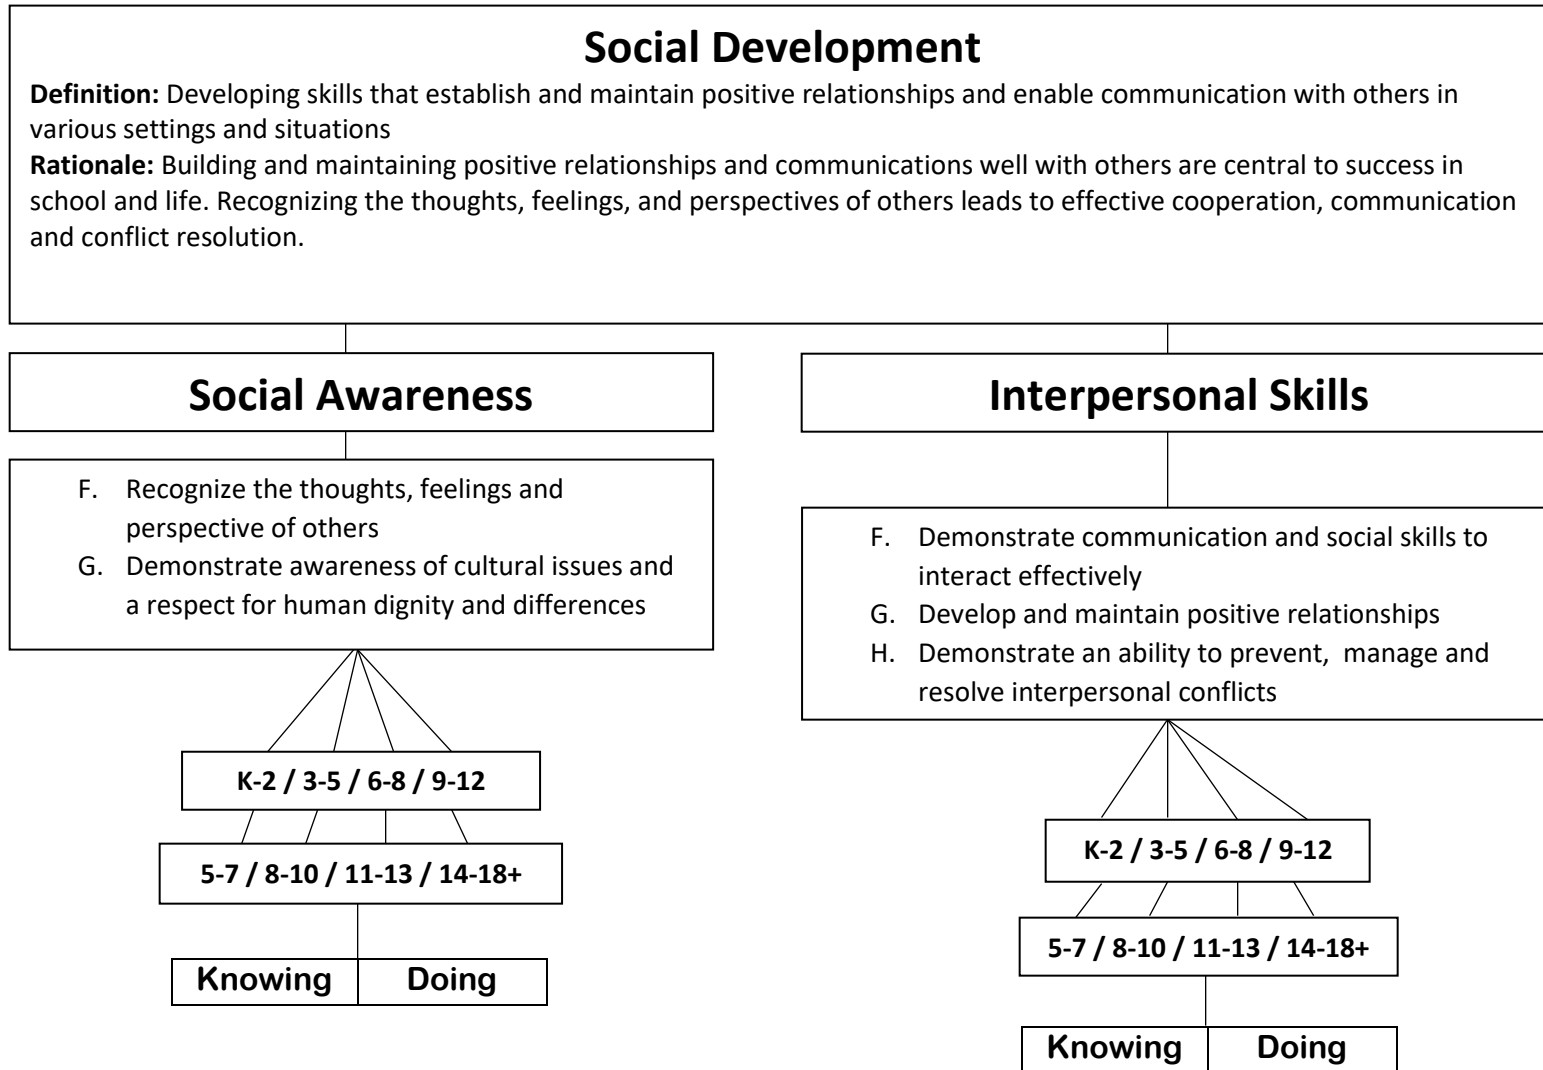 Social Development
Definition: Developing skills that establish and maintain positive relationships and enable communication with others in
various settings and situations
Rationale: Building and maintaining positive relationships and communications well with others are central to success in
school and life. Recognizing the thoughts, feelings, and perspectives of others leads to effective cooperation, communication
and conflict resolution.
Social Awareness
F. Recognize the thoughts, feelings and
perspective of others
G. Demonstrate awareness of cultural issues and
a respect for human dignity and differences
K-2 / 3-5 / 6-8 / 9-12
5-7 / 8-10 / 11-13 / 14-18+
Knowing Doing
Interpersonal Skills
F. Demonstrate communication and social skills to
interact effectively
G. Develop and maintain positive relationships
H. Demonstrate an ability to prevent, manage and
resolve interpersonal conflicts
K-2 / 3-5 / 6-8 / 9-12
5-7 / 8-10 / 11-13 / 14-18+
Knowing Doing